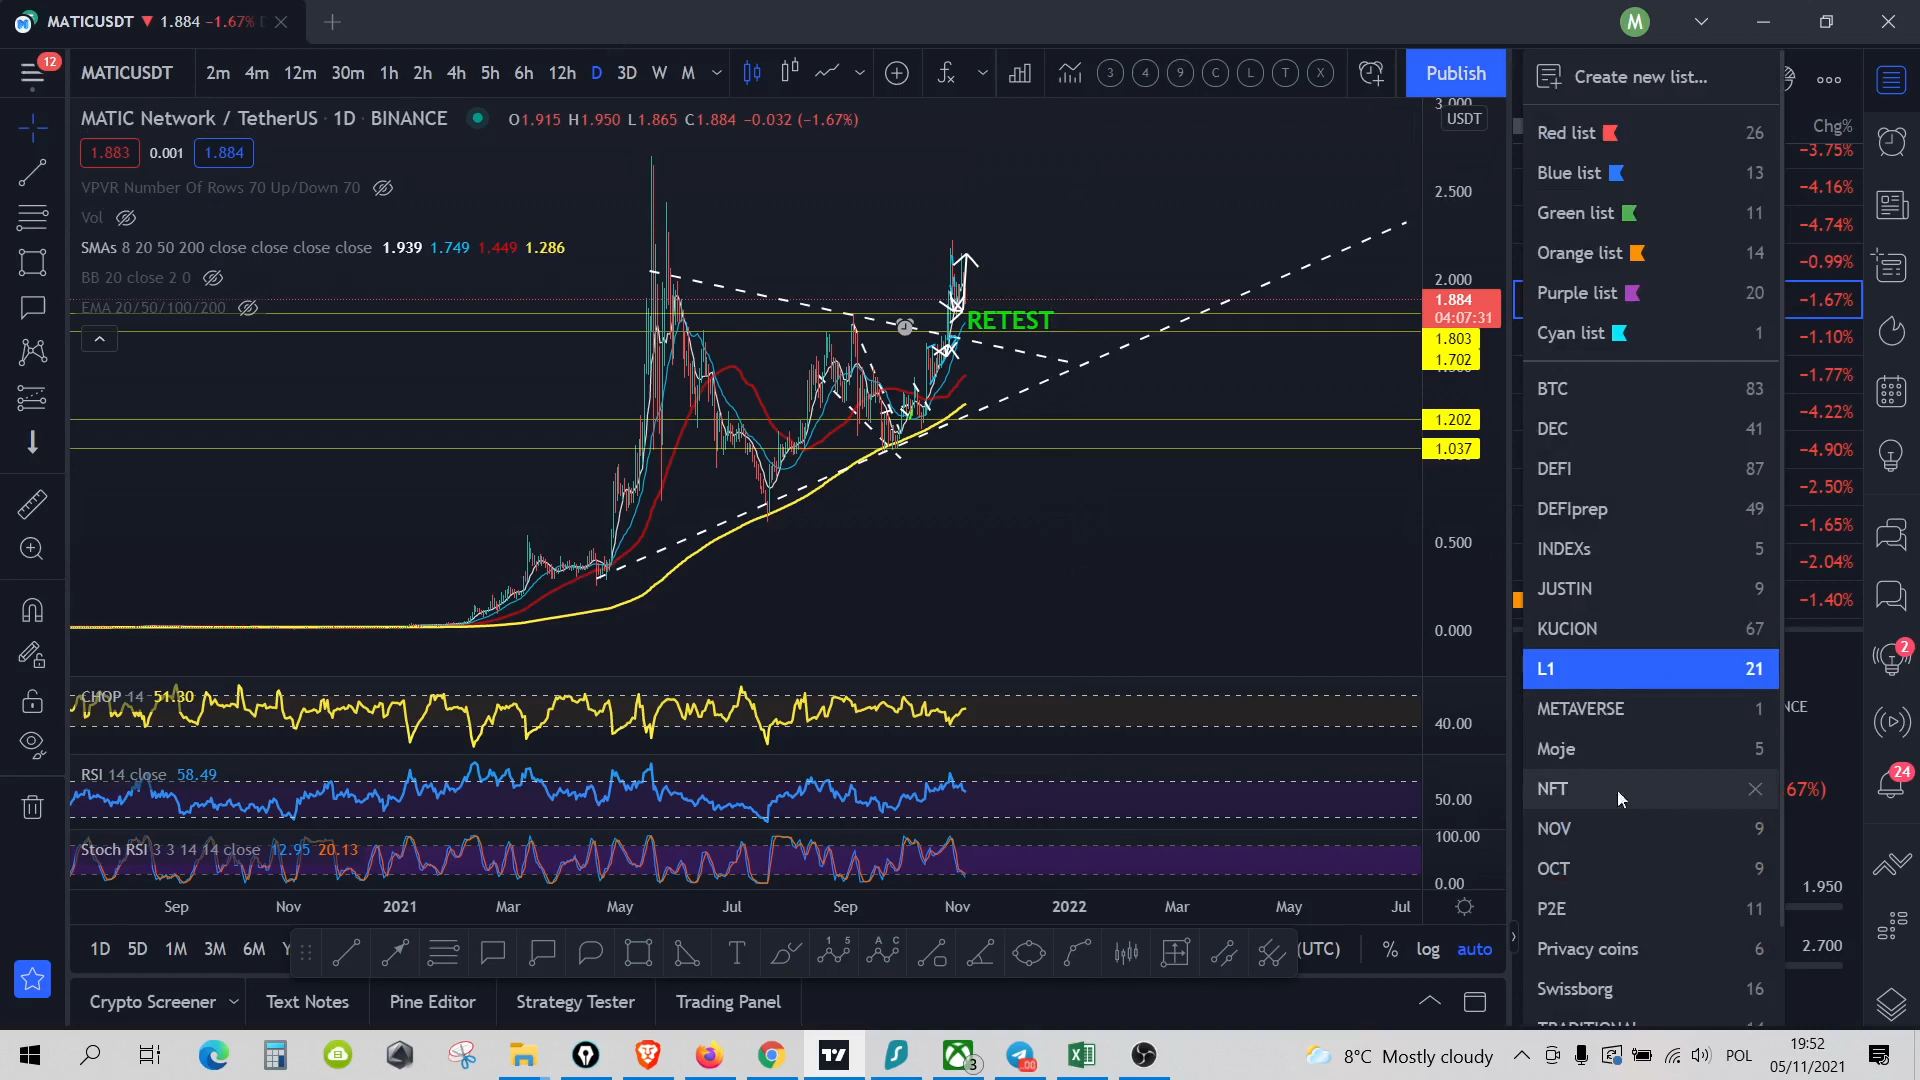 MATICUSDT ▼ 1.884 −1.67%
M
12
MATICUSDT
2m 4m 12m 30m 1h 2h 4h 5h 6h 12h D 3D W M
3 4 9 C L T X
Publish
MATIC Network / TetherUS · 1D · BINANCE
O1.915 H1.950 L1.865 C1.884 −0.032 (−1.67%)
1.883 0.001 1.884
VPVR Number Of Rows 70 Up/Down 70
Vol
SMAs 8 20 50 200 close close close close 1.939 1.749 1.449 1.286
BB 20 close 2 0
EMA 20/50/100/200
RETEST
3.000
USDT
2.500
2.000
1.884
04:07:31
1.803
1.702
1.202
1.037
0.500
0.000
CHOP 14 51.30
40.00
RSI 14 close 58.49
50.00
Stoch RSI 3 3 14 14 close 12.95 20.13
100.00
0.00
Sep Nov 2021 Mar May Jul Sep Nov 2022 Mar May Jul
1D 5D 1M 3M 6M Y
(UTC) % log auto
Crypto Screener Text Notes Pine Editor Strategy Tester Trading Panel
Create new list...
Red list 26
Blue list 13
Green list 11
Orange list 14
Purple list 20
Cyan list 1
BTC 83
DEC 41
DEFI 87
DEFIprep 49
INDEXs 5
JUSTIN 9
KUCION 67
L1 21
METAVERSE 1
Moje 5
NFT
NOV 9
OCT 9
P2E 11
Privacy coins 6
Swissborg 16
TRADITIONAL
Chg%
−3.75%
−4.16%
−4.74%
−0.99%
−1.67%
−1.10%
−1.77%
−4.22%
−4.90%
−2.50%
−1.65%
−2.04%
−1.40%
NCE
67%)
1.950
2.700
2
24
3
.00
8°C Mostly cloudy
POL
19:52
05/11/2021